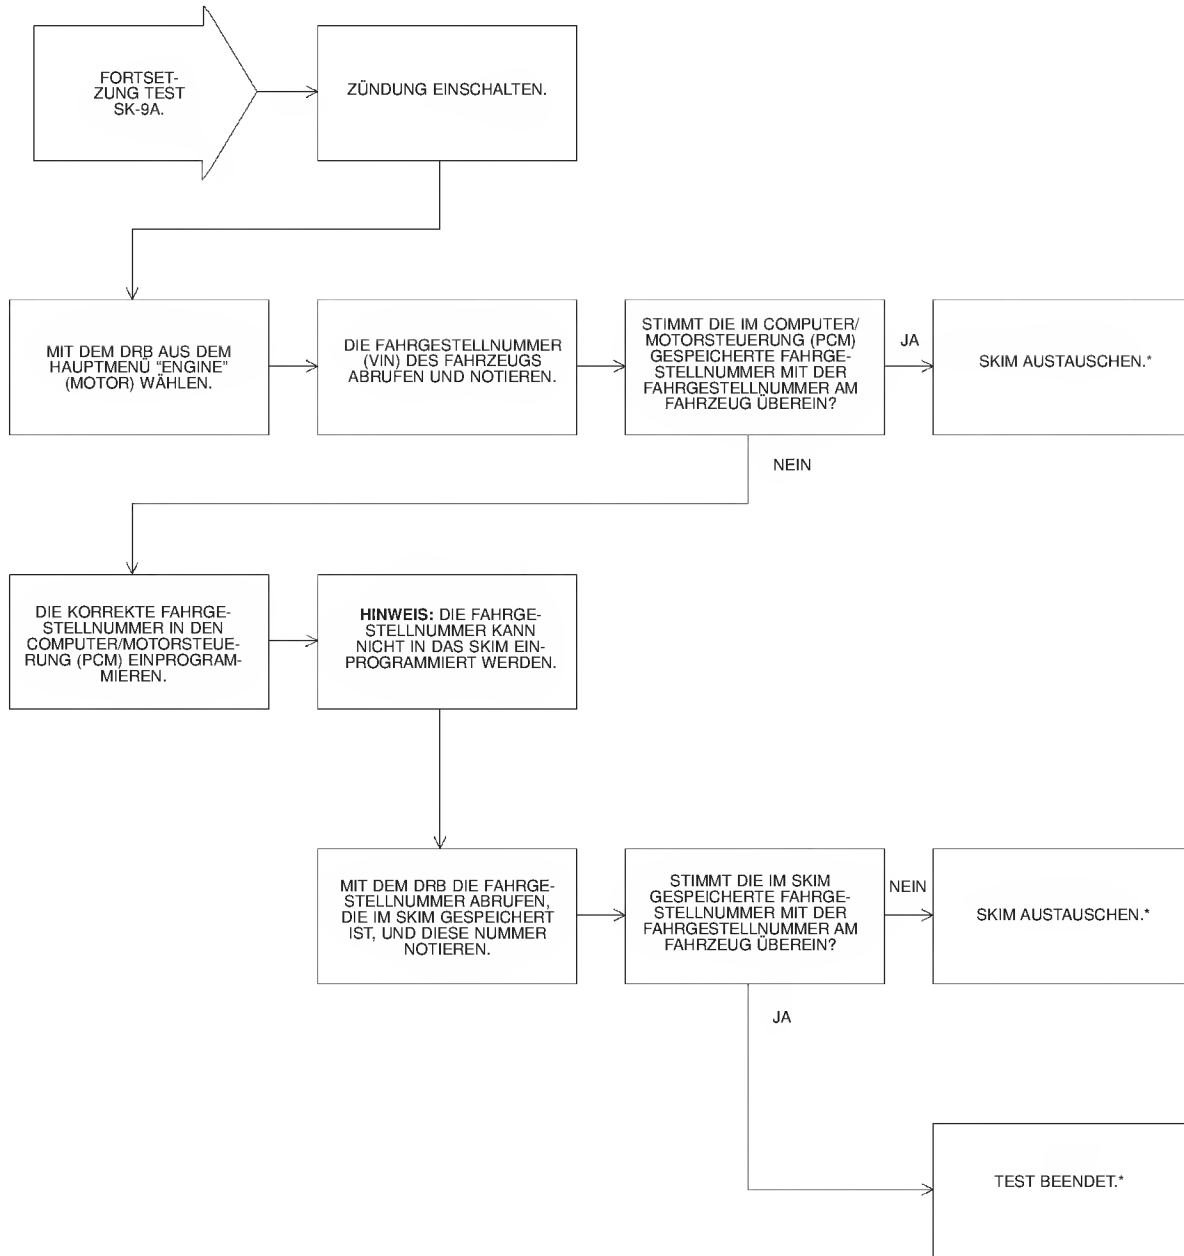 FORTSET-
ZUNG TEST
SK-9A.
ZÜNDUNG EINSCHALTEN.
MIT DEM DRB AUS DEM
HAUPTMENÜ “ENGINE”
(MOTOR) WÄHLEN.
DIE FAHRGESTELLNUMMER
(VIN) DES FAHRZEUGS
ABRUFEN UND NOTIEREN.
STIMMT DIE IM COMPUTER/
MOTORSTEUERUNG (PCM)
GESPEICHERTE FAHRGE-
STELLNUMMER MIT DER
FAHRGESTELLNUMMER AM
FAHRZEUG ÜBEREIN?
JA
SKIM AUSTAUSCHEN.*
NEIN
DIE KORREKTE FAHRGE-
STELLNUMMER IN DEN
COMPUTER/MOTORSTEUE-
RUNG (PCM) EINPROGRAM-
MIEREN.
HINWEIS: DIE FAHRGE-
STELLNUMMER KANN
NICHT IN DAS SKIM EIN-
PROGRAMMIERT WERDEN.
MIT DEM DRB DIE FAHRGE-
STELLNUMMER ABRUFEN,
DIE IM SKIM GESPEICHERT
IST, UND DIESE NUMMER
NOTIEREN.
STIMMT DIE IM SKIM
GESPEICHERTE FAHRGE-
STELLNUMMER MIT DER
FAHRGESTELLNUMMER AM
FAHRZEUG ÜBEREIN?
NEIN
SKIM AUSTAUSCHEN.*
JA
TEST BEENDET.*